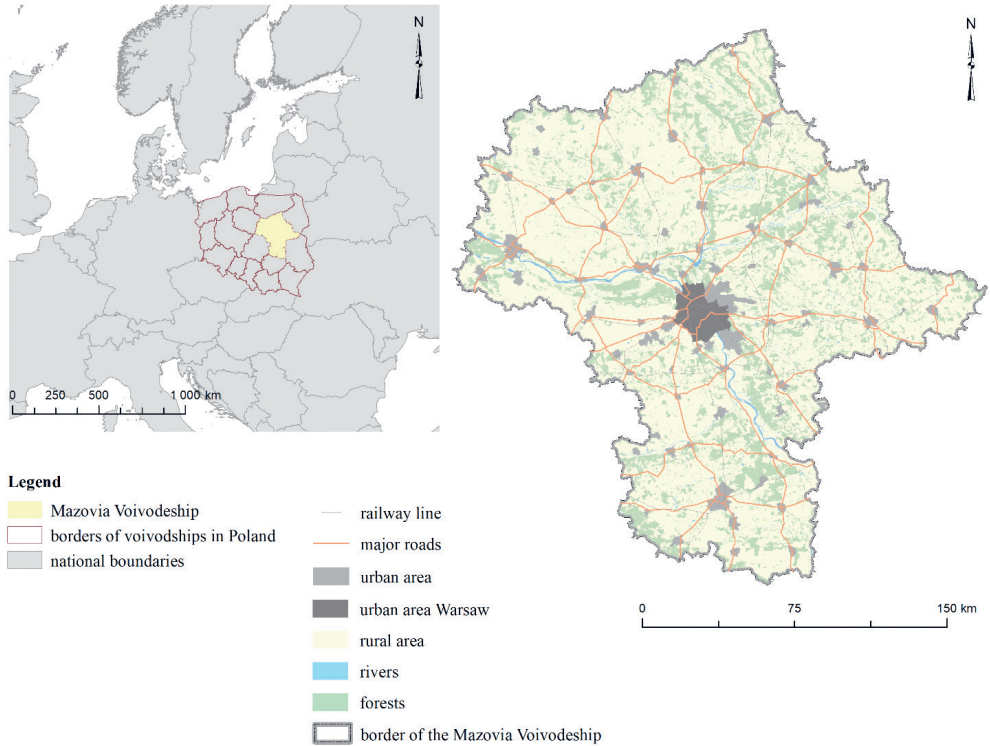 N
N
0 250 500 1 000 km
Legend
Mazovia Voivodeship
borders of voivodships in Poland
national boundaries
railway line
major roads
urban area
urban area Warsaw
rural area
rivers
forests
border of the Mazovia Voivodeship
0 75 150 km